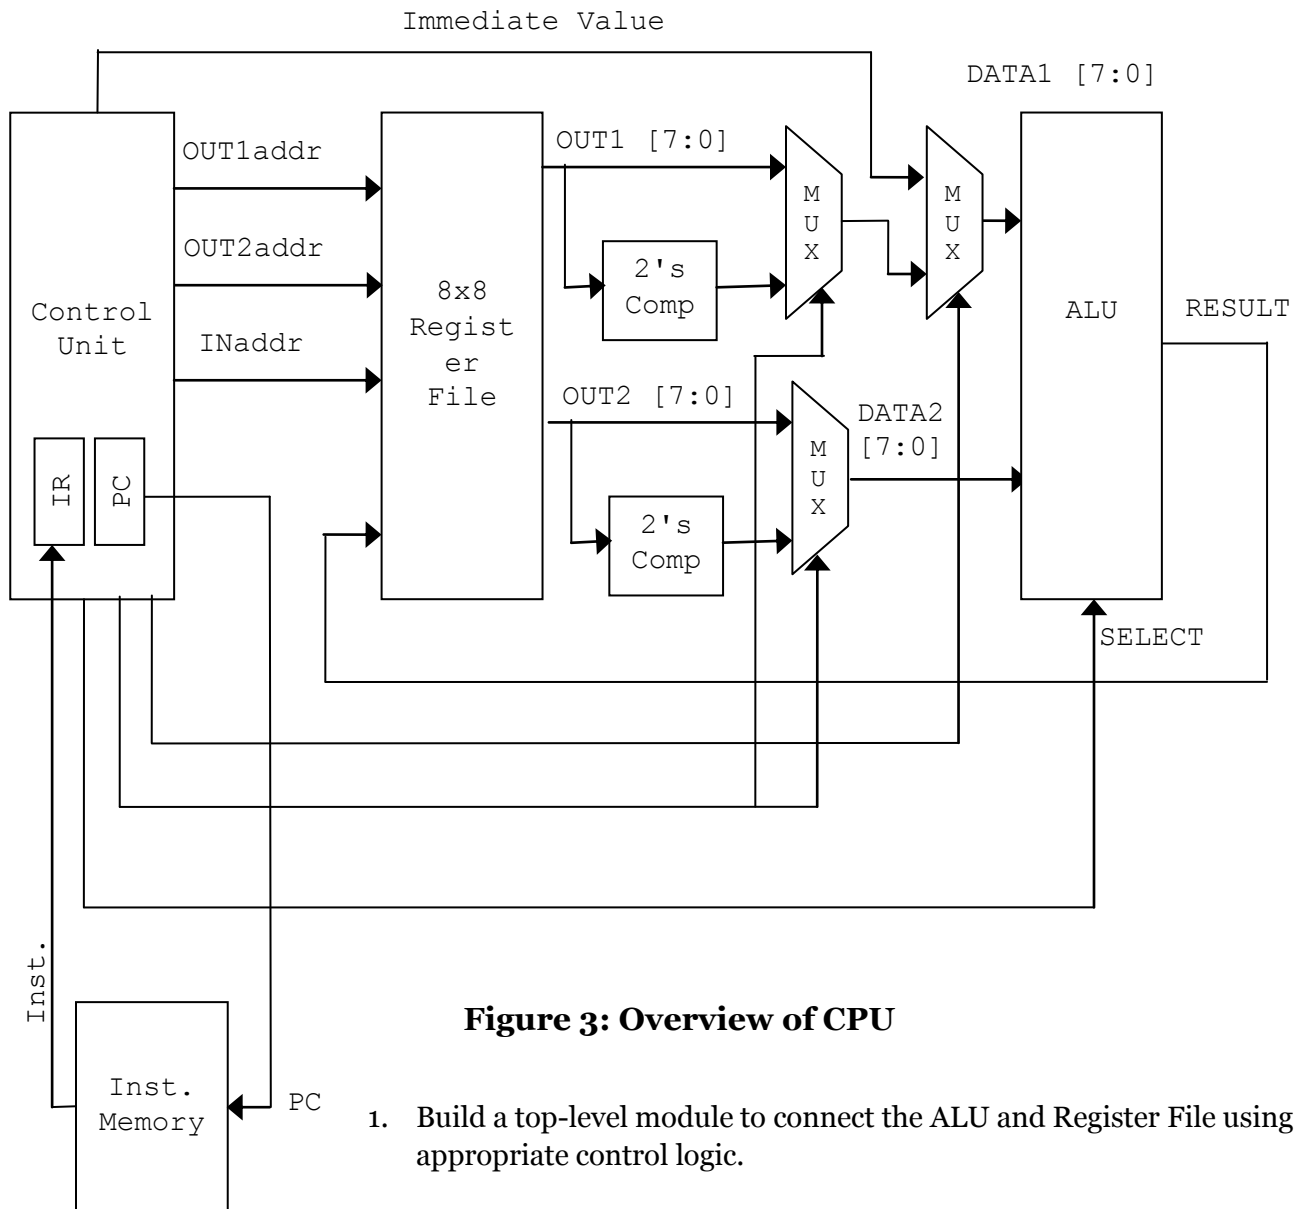 Immediate Value
DATA1 [7:0]
OUT1addr
OUT1 [7:0]
M
U
X
M
U
X
OUT2addr
2's
Comp
8x8
Regist
er
File
Control
Unit
ALU
RESULT
INaddr
OUT2 [7:0]
DATA2
[7:0]
M
U
X
IR
PC
2's
Comp
SELECT
Inst.
Figure 3: Overview of CPU
Inst.
Memory
PC
1. Build a top-level module to connect the ALU and Register File using
appropriate control logic.